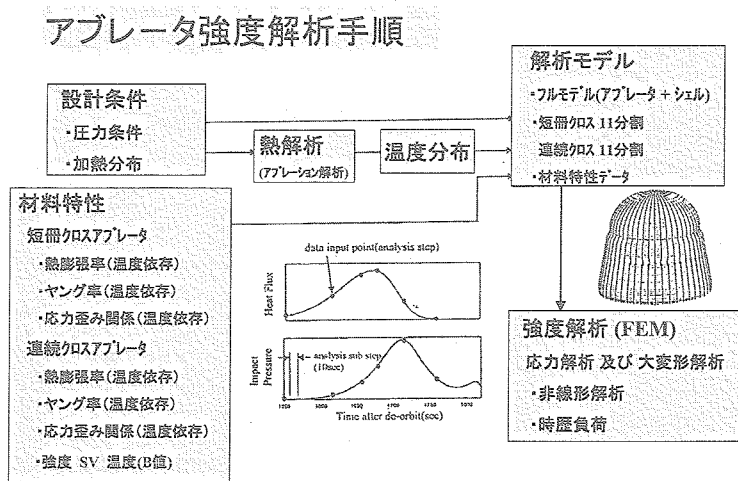 アブレータ強度解析手順
設計条件
・圧力条件
・加熱分布
熱解析
(アブレーション解析)
温度分布
解析モデル
・フルモデル(アブレータ + シェル)
・短冊クロス 11分割
連続クロス 11分割
・材料特性データ
材料特性
短冊クロスアブレータ
・熱膨張率(温度依存)
・ヤング率(温度依存)
・応力歪み関係(温度依存)
連続クロスアブレータ
・熱膨張率(温度依存)
・ヤング率(温度依存)
・応力歪み関係(温度依存)
・強度 SV 温度(B値)
data input point(analysis step)
Heat Flux
analysis sub step
(10sec)
Impact
Pressure
Time after de-orbit(sec)
強度解析 (FEM)
応力解析 及び 大変形解析
・非線形解析
・時歴負荷